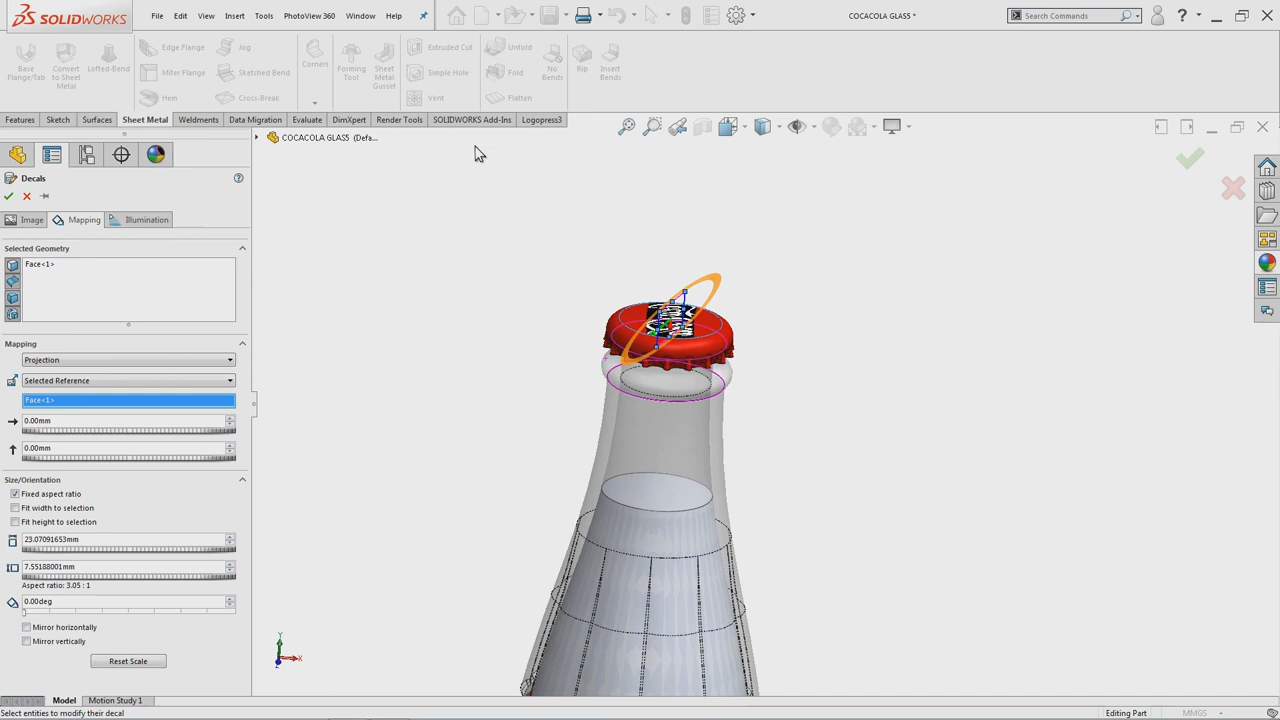 SOLIDWORKS File Edit View Insert Tools PhotoView 360 Window Help COCACOLA GLAS5 * Search Commands ?
Base Flange/Tab Convert to Sheet Metal Lofted-Bend Edge Flange Miter Flange Hem Jog Sketched Bend Cross-Break Corners Forming Tool Sheet Metal Gusset Extruded Cut Simple Hole Vent Unfold Fold Flatten No Bends Rip Insert Bends
Features Sketch Surfaces Sheet Metal Weldments Data Migration Evaluate DimXpert Render Tools SOLIDWORKS Add-Ins Logopress3
COCACOLA GLAS5 (Defa...
Decals
Image Mapping Illumination
Selected Geometry
Face<1>
Mapping
Projection
Selected Reference
Face<1>
0.00mm
0.00mm
Size/Orientation
Fixed aspect ratio
Fit width to selection
Fit height to selection
23.07091653mm
7.55188001mm
Aspect ratio: 3.05 : 1
0.00deg
Mirror horizontally
Mirror vertically
Reset Scale
Y
X
Z
Model Motion Study 1
Select entities to modify their decal Editing Part MMGS